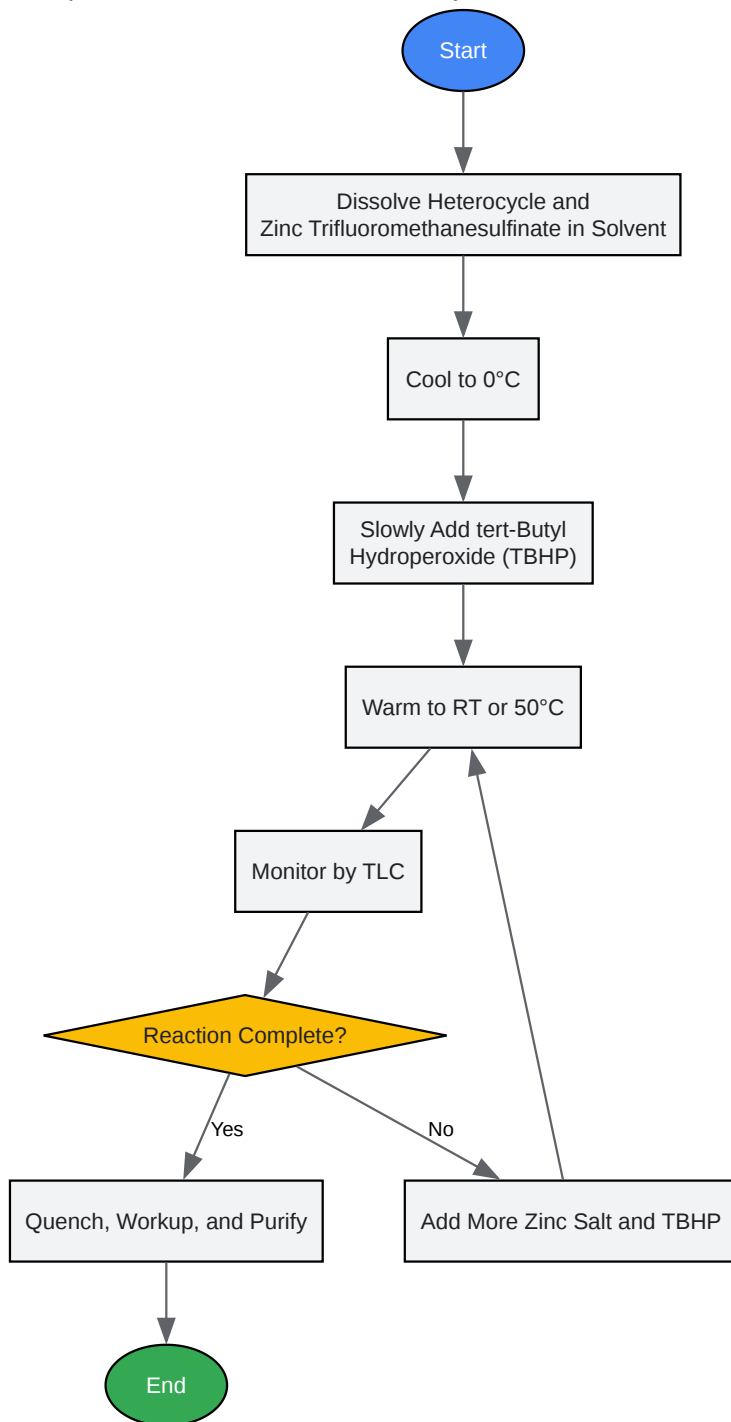 Start
Dissolve Heterocycle and
Zinc Trifluoromethanesulfinate in Solvent
Cool to 0°C
Slowly Add tert-Butyl
Hydroperoxide (TBHP)
Warm to RT or 50°C
Monitor by TLC
Reaction Complete?
Yes
No
Quench, Workup, and Purify
Add More Zinc Salt and TBHP
End